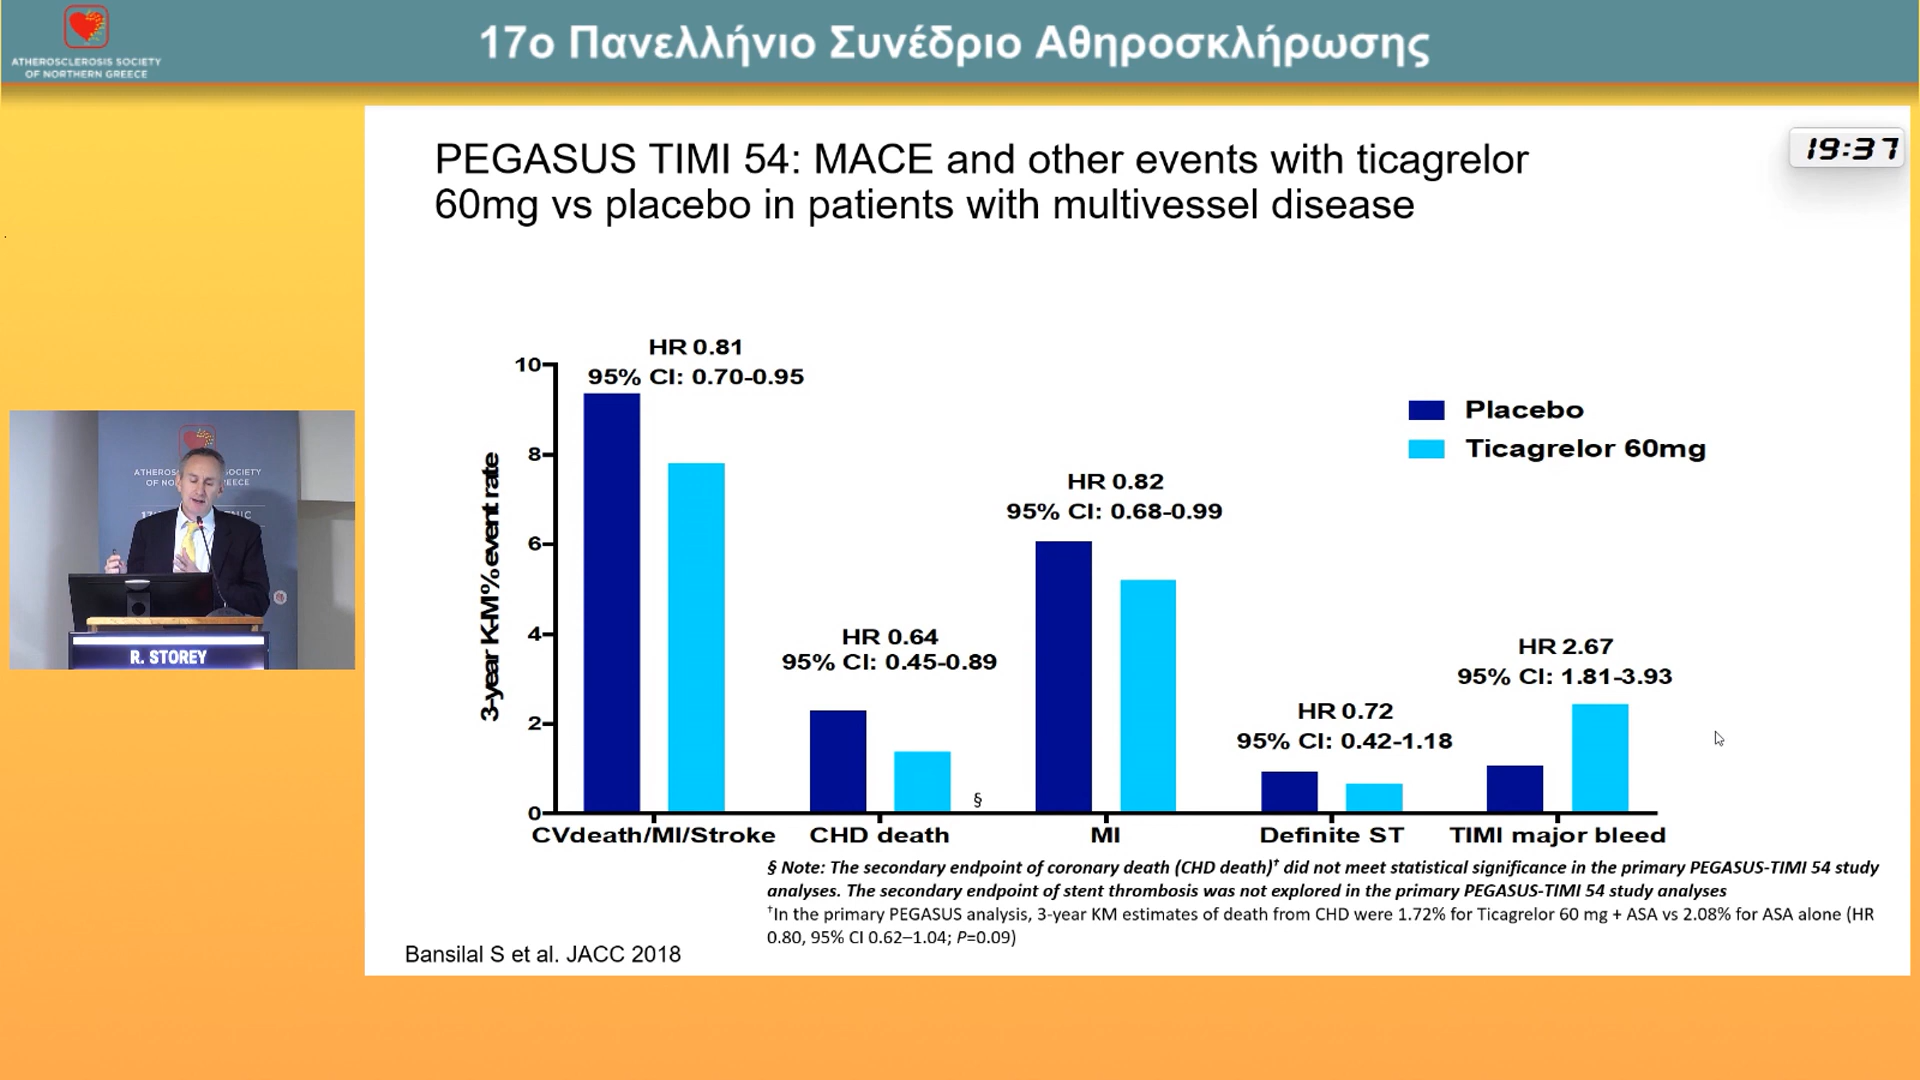 ATHEROSCLEROSIS SOCIETY
OF NORTHERN GREECE
17ο Πανελλήνιο Συνέδριο Αθηροσκλήρωσης
PEGASUS TIMI 54: MACE and other events with ticagrelor
60mg vs placebo in patients with multivessel disease
19:37
3-year K-M % event rate
10
8
6
4
2
0
HR 0.81
95% CI: 0.70-0.95
HR 0.64
95% CI: 0.45-0.89
HR 0.82
95% CI: 0.68-0.99
HR 0.72
95% CI: 0.42-1.18
HR 2.67
95% CI: 1.81-3.93
Placebo
Ticagrelor 60mg
§
CVdeath/MI/Stroke CHD death MI Definite ST TIMI major bleed
§ Note: The secondary endpoint of coronary death (CHD death)† did not meet statistical significance in the primary PEGASUS-TIMI 54 study
analyses. The secondary endpoint of stent thrombosis was not explored in the primary PEGASUS-TIMI 54 study analyses
†In the primary PEGASUS analysis, 3-year KM estimates of death from CHD were 1.72% for Ticagrelor 60 mg + ASA vs 2.08% for ASA alone (HR
0.80, 95% CI 0.62–1.04; P=0.09)
Bansilal S et al. JACC 2018
R. STOREY